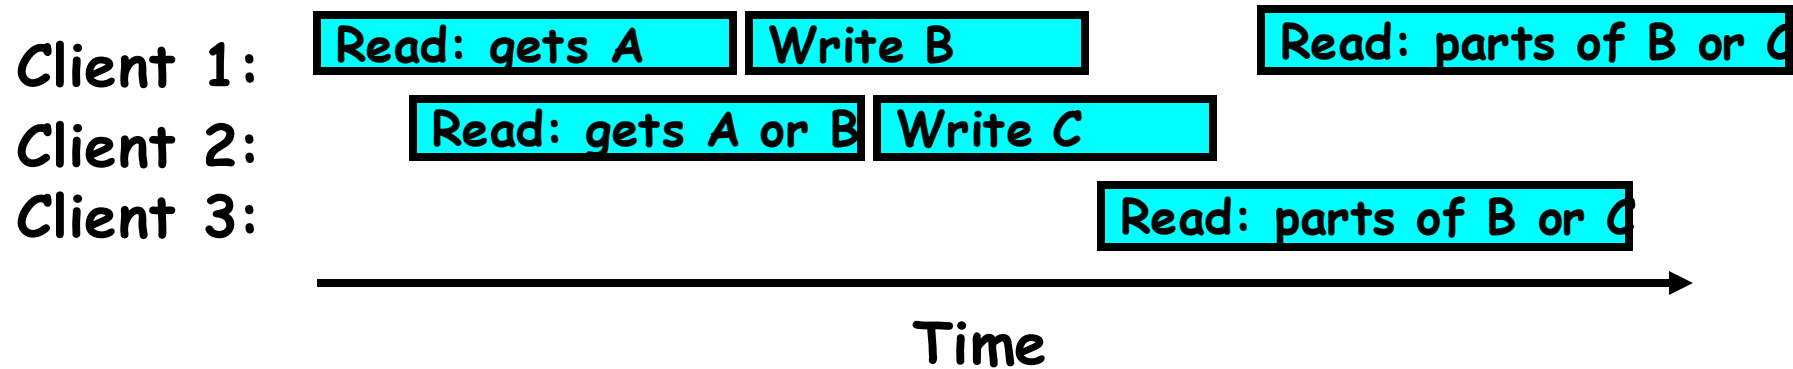 Client 1: Read: gets A Write B Read: parts of B or C
Client 2: Read: gets A or B Write C
Client 3: Read: parts of B or C
Time